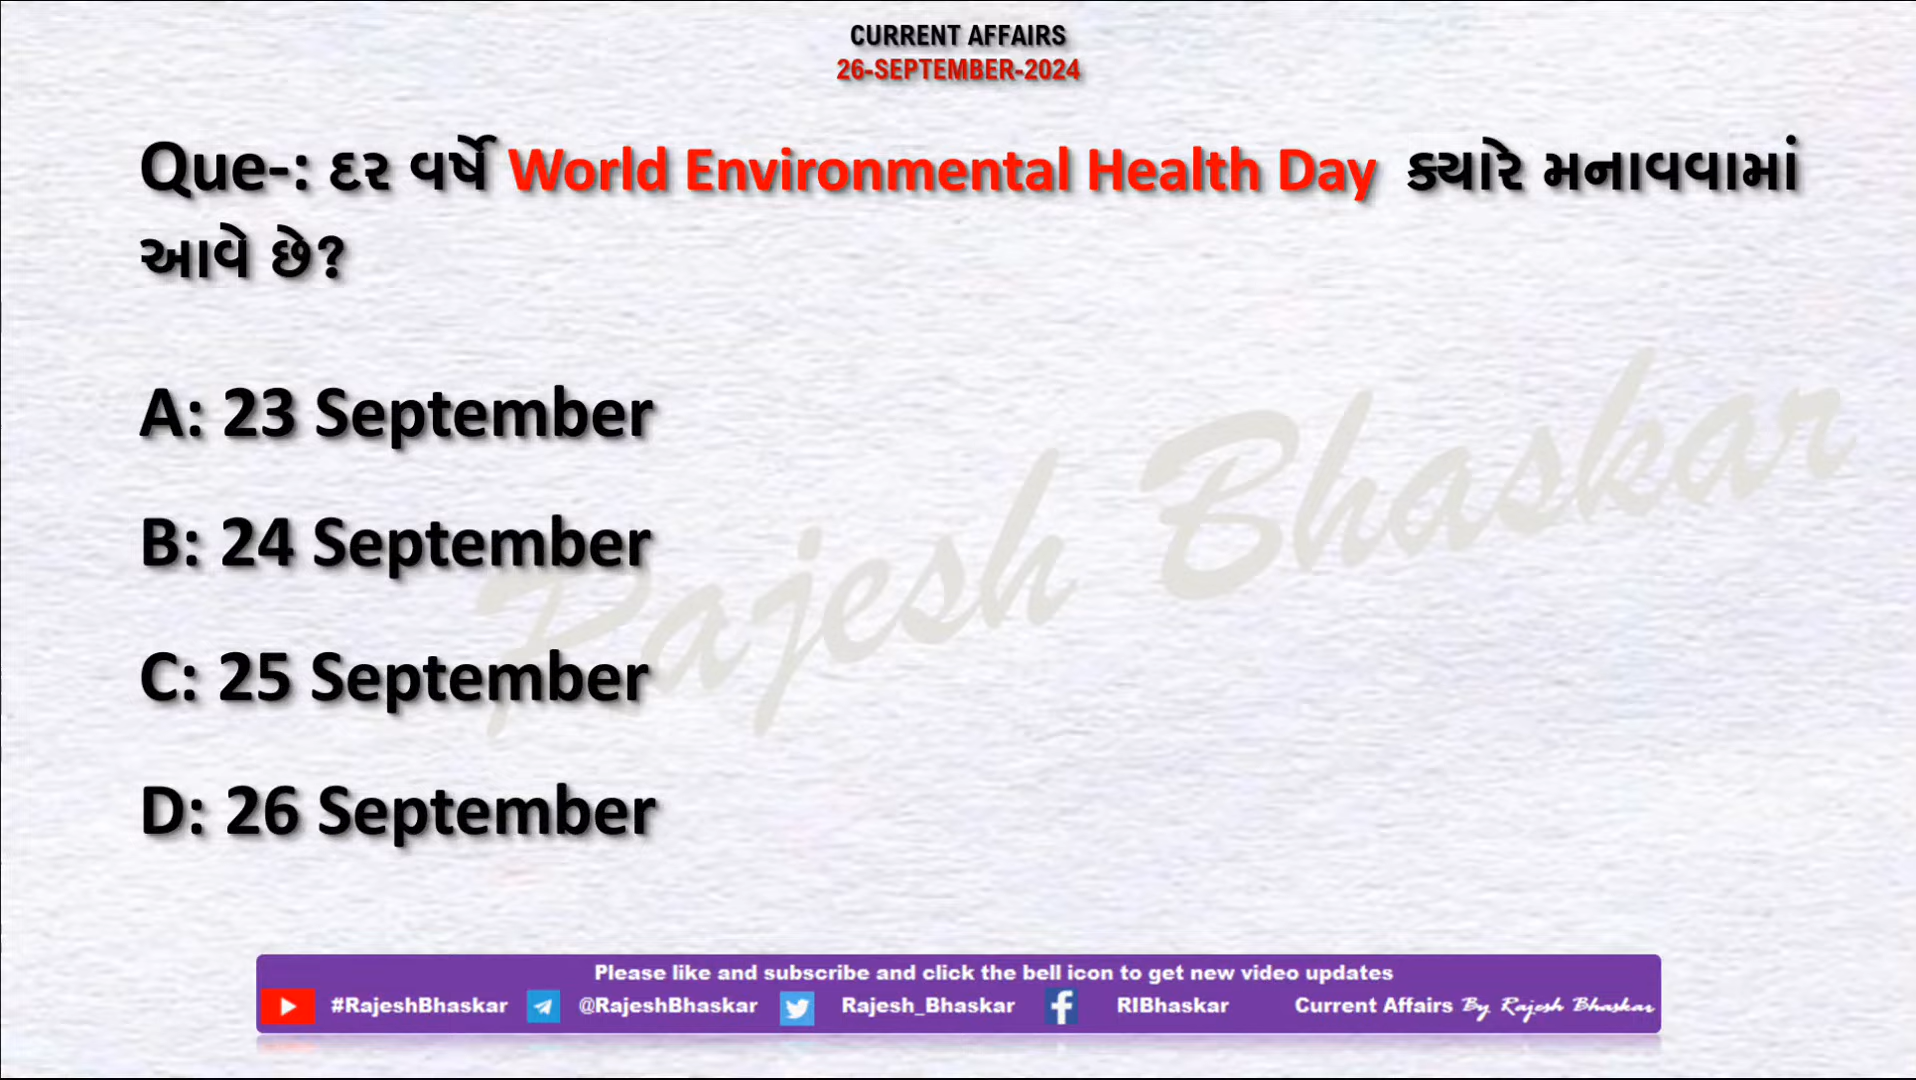 CURRENT AFFAIRS
26-SEPTEMBER-2024
Que-: દર વર્ષે World Environmental Health Day ક્યારે મનાવવામાં
આવે છે?
A: 23 September
B: 24 September
C: 25 September
D: 26 September
Rajesh Bhaskar
Please like and subscribe and click the bell icon to get new video updates
#RajeshBhaskar @RajeshBhaskar Rajesh_Bhaskar RIBhaskar Current Affairs By Rajesh Bhaskar